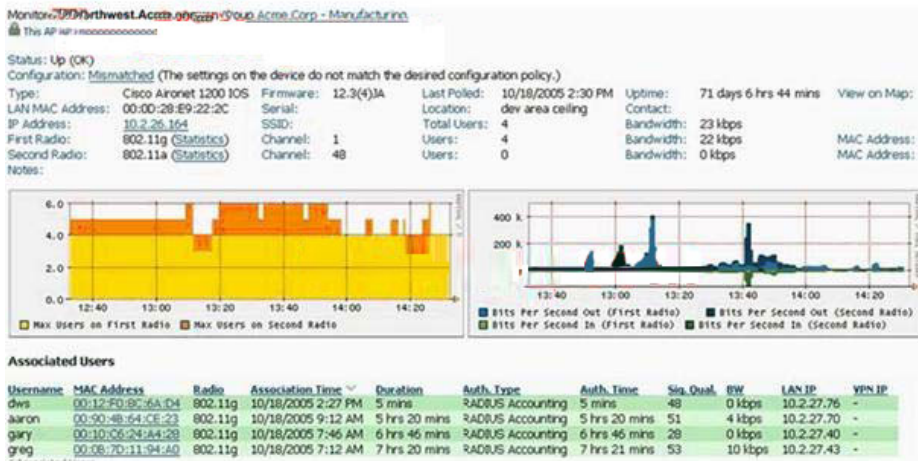 Acme Corp - Manufacturing
This AP
Status: Up (OK)
Configuration: Mismatched (The settings on the device do not match the desired configuration policy.)
Type: Cisco Aironet 1200 IOS Firmware: 12.3(4)JA Last Polled: 10/18/2005 2:30 PM Uptime: 71 days 6 hrs 44 mins View on Map:
LAN MAC Address: 00:0D:28:E9:22:2C Serial: Location: dev area ceiling Contact:
IP Address: 10.2.26.164 SSID: Total Users: 4 Bandwidth: 23 kbps
First Radio: 802.11g (Statistics) Channel: 1 Users: 4 Bandwidth: 22 kbps MAC Address:
Second Radio: 802.11a (Statistics) Channel: 48 Users: 0 Bandwidth: 0 kbps MAC Address:
Notes:
6.0
4.0
2.0
0.0
12:40 13:00 13:20 13:40 14:00 14:20
Max Users on First Radio Max Users on Second Radio
400 k
200 k
13:40 13:00 13:20 13:40 14:00 14:20
Bits Per Second Out (First Radio) Bits Per Second Out (Second Radio)
Bits Per Second In (First Radio) Bits Per Second In (Second Radio)
Associated Users
Username MAC Address Radio Association Time Duration Auth. Type Auth. Time Sig. Qual. BW LAN IP VPN IP
dws 00:12:F0:8C:6A:D4 802.11g 10/18/2005 2:27 PM 5 mins RADIUS Accounting 5 mins 48 0 kbps 10.2.27.76 -
aaron 00:90:4B:64:CE:23 802.11g 10/18/2005 9:12 AM 5 hrs 20 mins RADIUS Accounting 5 hrs 20 mins 51 4 kbps 10.2.27.70 -
gary 00:10:C6:24:A4:28 802.11g 10/18/2005 7:46 AM 6 hrs 46 mins RADIUS Accounting 6 hrs 46 mins 28 0 kbps 10.2.27.40 -
greg 00:0B:7D:11:94:A0 802.11g 10/18/2005 7:12 AM 7 hrs 20 mins RADIUS Accounting 7 hrs 21 mins 53 10 kbps 10.2.27.43 -